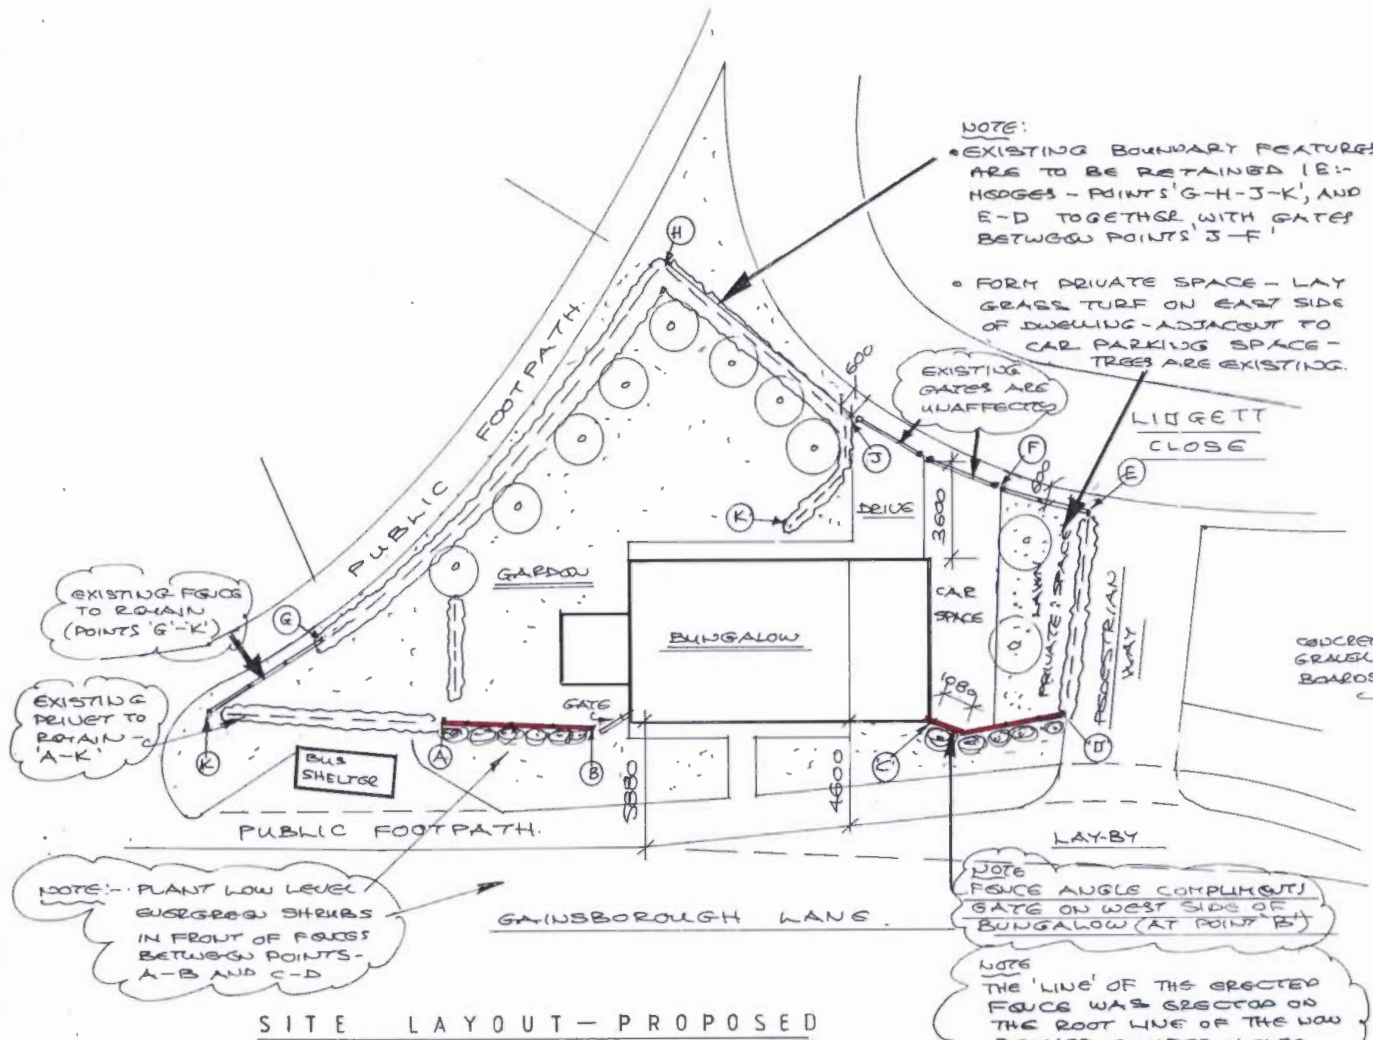 NOTE:
• EXISTING BOUNDARY FEATURES
ARE TO BE RETAINED IE:-
HEDGES - POINTS 'G-H-J-K', AND
E-D TOGETHER WITH GATES
BETWEEN POINTS 'J-F'
• FORM PRIVATE SPACE - LAY
GRASS TURF ON EAST SIDE
OF DWELLING - ADJACENT TO
CAR PARKING SPACE -
TREES ARE EXISTING.
H
PUBLIC FOOTPATH.
600
EXISTING
GATES ARE
UNAFFECTED
LIDGETT
CLOSE
J
F
E
600
K
DRIVE
3600
GARDEN
BUNGALOW
CAR
SPACE
LAWN
PRIVATE SPACE
PEDESTRIAN
WAY
EXISTING FENCE
TO REMAIN
(POINTS 'G'-'K')
G
EXISTING
PRIVET TO
REMAIN -
'A-K'
K
GATE
A
B
'C'
'D'
1080
BUS
SHELTER
5880
4600
PUBLIC FOOTPATH.
LAY-BY
NOTE:- PLANT LOW LEVEL
EVERGREEN SHRUBS
IN FRONT OF FENCES
BETWEEN POINTS -
A-B AND C-D
GAINSBOROUGH LANE.
NOTE
FENCE ANGLE COMPLIMENTS
GATE ON WEST SIDE OF
BUNGALOW (AT POINT 'B')
NOTE
THE 'LINE' OF THE ERECTED
FENCE WAS ERECTED ON
THE ROOT LINE OF THE NOW
SITE LAYOUT - PROPOSED